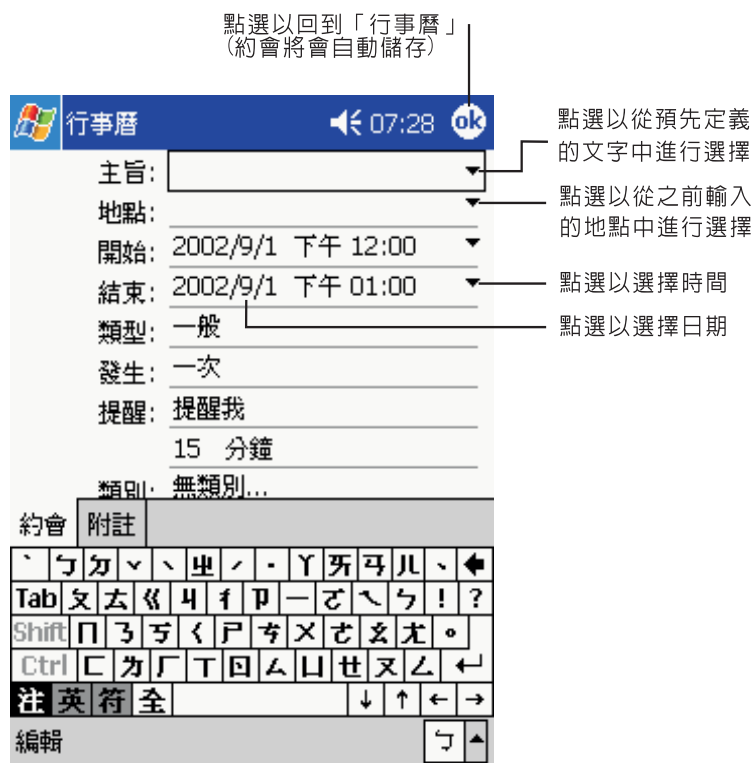 點選以回到「行事曆」
(約會將會自動儲存)
行事曆 07:28 ok
點選以從預先定義
的文字中進行選擇
主旨:
地點:
點選以從之前輸入
的地點中進行選擇
開始: 2002/9/1 下午 12:00
結束: 2002/9/1 下午 01:00
點選以選擇時間
類型: 一般
點選以選擇日期
發生: 一次
提醒: 提醒我
15 分鐘
類別: 無類別...
約會 附註
ˋ ㄅ ㄉ ˇ ˋ ㄓ ˊ ˙ ㄚ ㄞ ㄢ ㄦ 、
Tab ㄆ ㄊ ㄍ ㄐ ㄔ ㄗ ㄧ ㄛ ㄟ ㄣ ! ?
Shift ㄇ ㄋ ㄎ ㄑ ㄕ ㄘ ㄨ ㄜ ㄠ ㄤ 。
Ctrl ㄈ ㄌ ㄏ ㄒ ㄖ ㄙ ㄩ ㄝ ㄡ ㄥ ↵
注 英 符 全 ↓ ↑ ← →
編輯 ㄅ